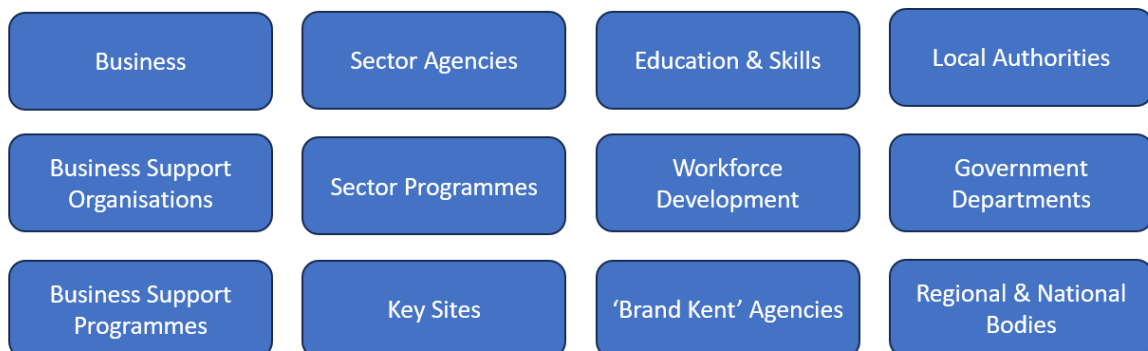 Business
Sector Agencies
Education & Skills
Local Authorities
Business Support
Organisations
Sector Programmes
Workforce
Development
Government
Departments
Business Support
Programmes
Key Sites
‘Brand Kent’ Agencies
Regional & National
Bodies